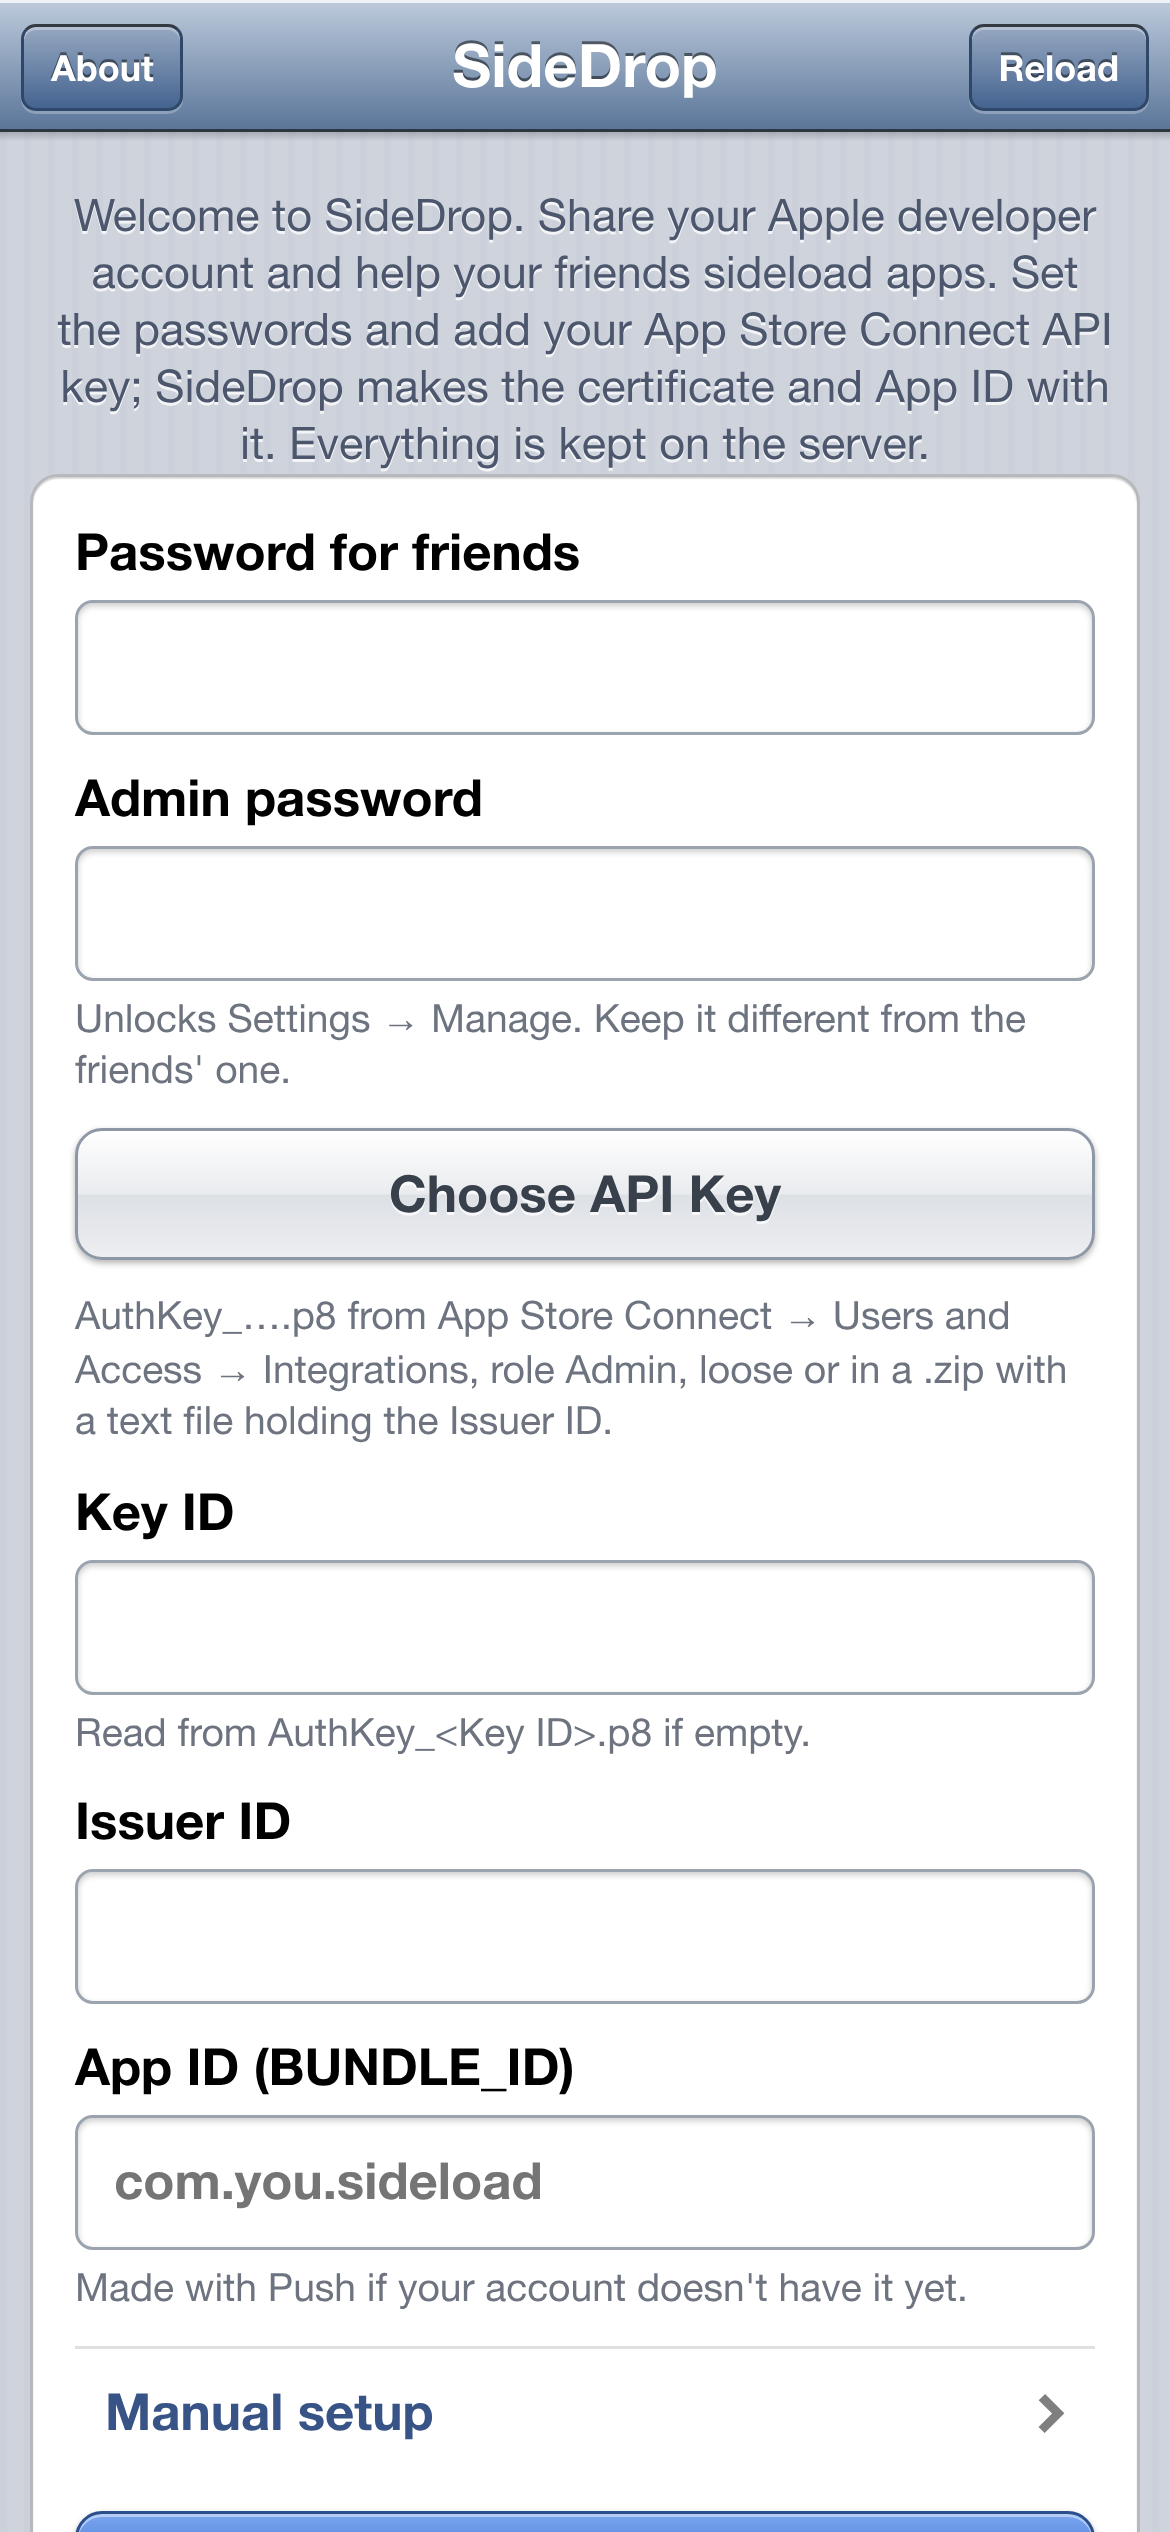 About
SideDrop
Reload
Welcome to SideDrop. Share your Apple developer
account and help your friends sideload apps. Set
the passwords and add your App Store Connect API
key; SideDrop makes the certificate and App ID with
it. Everything is kept on the server.
Password for friends
Admin password
Unlocks Settings → Manage. Keep it different from the
friends' one.
Choose API Key
AuthKey_….p8 from App Store Connect → Users and
Access → Integrations, role Admin, loose or in a .zip with
a text file holding the Issuer ID.
Key ID
Read from AuthKey_<Key ID>.p8 if empty.
Issuer ID
App ID (BUNDLE_ID)
com.you.sideload
Made with Push if your account doesn't have it yet.
Manual setup